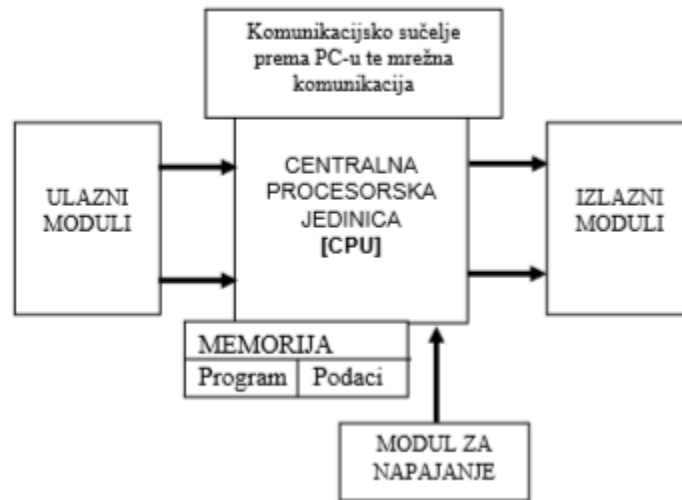 Komunikacijsko sučelje
prema PC-u te mrežna
komunikacija
ULAZNI
MODULI
CENTRALNA
PROCESORSKA
JEDINICA
[CPU]
IZLAZNI
MODULI
MEMORIJA
Program
Podaci
MODUL ZA
NAPAJANJE